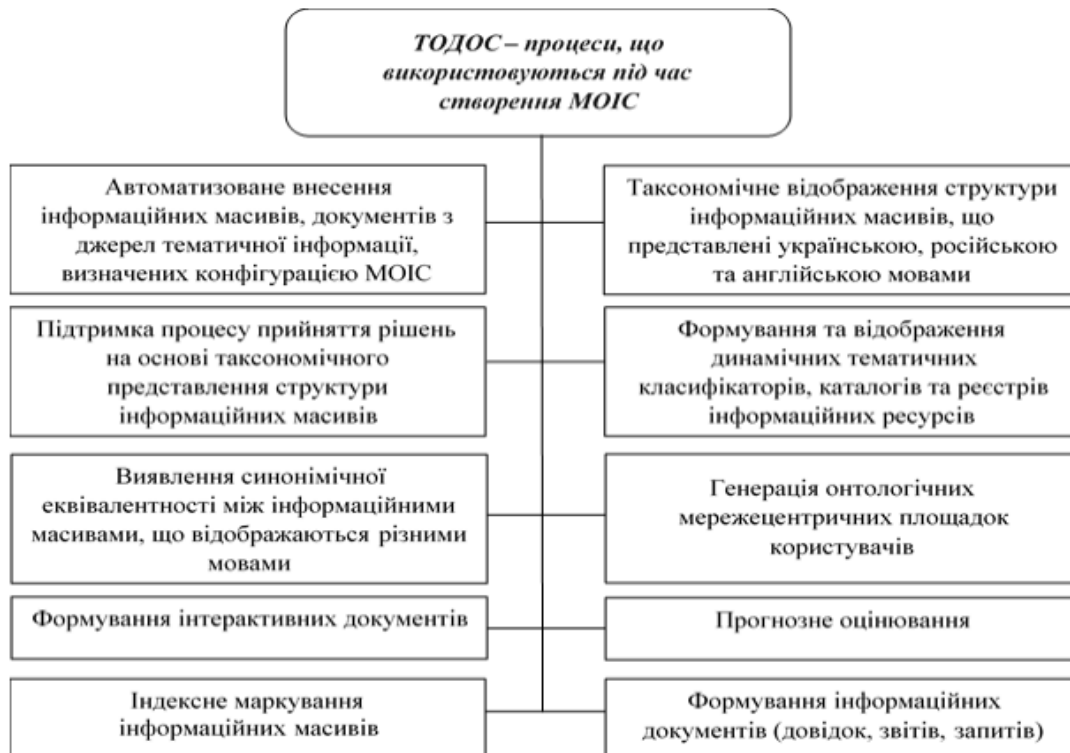 ТОДОС – процеси, що
використовуються під час
створення МОІС
Автоматизоване внесення
інформаційних масивів, документів з
джерел тематичної інформації,
визначених конфігурацією МОІС
Таксономічне відображення структури
інформаційних масивів, що
представлені українською, російською
та англійською мовами
Підтримка процесу прийняття рішень
на основі таксономічного
представлення структури
інформаційних масивів
Формування та відображення
динамічних тематичних
класифікаторів, каталогів та реєстрів
інформаційних ресурсів
Виявлення синонімічної
еквівалентності між інформаційними
масивами, що відображаються різними
мовами
Генерація онтологічних
мережецентричних площадок
користувачів
Формування інтерактивних документів
Прогнозне оцінювання
Індексне маркування
інформаційних масивів
Формування інформаційних
документів (довідок, звітів, запитів)